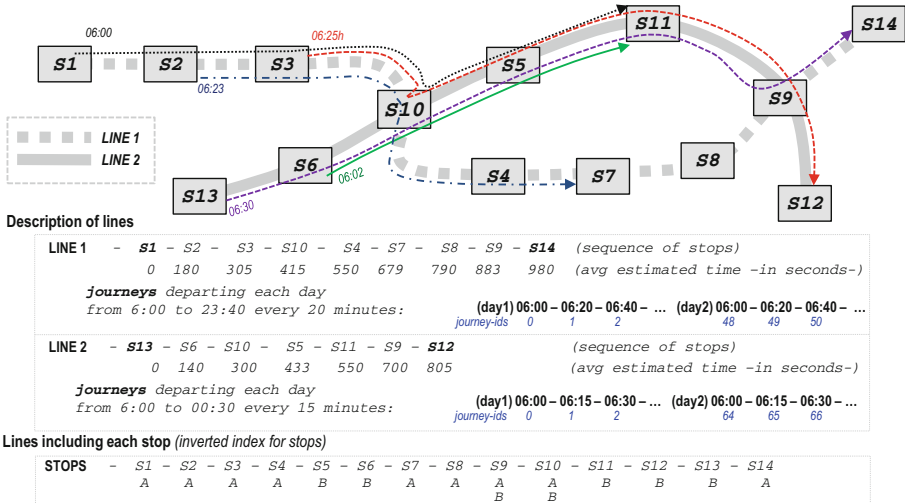 06:00
06:25h
S1
S2
S3
06:23
S10
S5
S11
S14
S9
LINE 1
LINE 2
S6
06:02
S13
06:30
S4
S7
S8
S12
Description of lines
LINE 1 - S1 - S2 - S3 - S10 - S4 - S7 - S8 - S9 - S14 (sequence of stops)
0 180 305 415 550 679 790 883 980 (avg estimated time -in seconds-)
journeys departing each day
from 6:00 to 23:40 every 20 minutes:
(day1) 06:00 – 06:20 – 06:40 – ... (day2) 06:00 – 06:20 – 06:40 – ...
journey-ids 0 1 2 48 49 50
LINE 2 - S13 - S6 - S10 - S5 - S11 - S9 - S12 (sequence of stops)
0 140 300 433 550 700 805 (avg estimated time -in seconds-)
journeys departing each day
from 6:00 to 00:30 every 15 minutes:
(day1) 06:00 – 06:15 – 06:30 – ... (day2) 06:00 – 06:15 – 06:30 – ...
journey-ids 0 1 2 64 65 66
Lines including each stop (inverted index for stops)
STOPS - S1 - S2 - S3 - S4 - S5 - S6 - S7 - S8 - S9 - S10 - S11 - S12 - S13 - S14
A A A A B B A A A A B B B A
B B